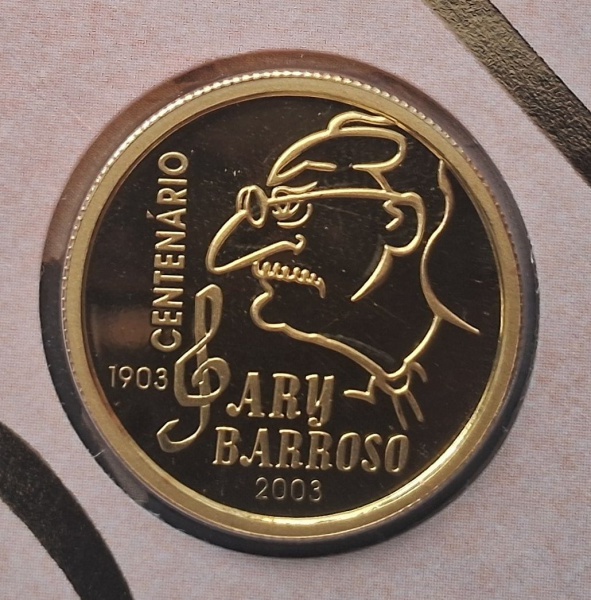 CENTENÁRIO
1903
ARY
BARROSO
2003